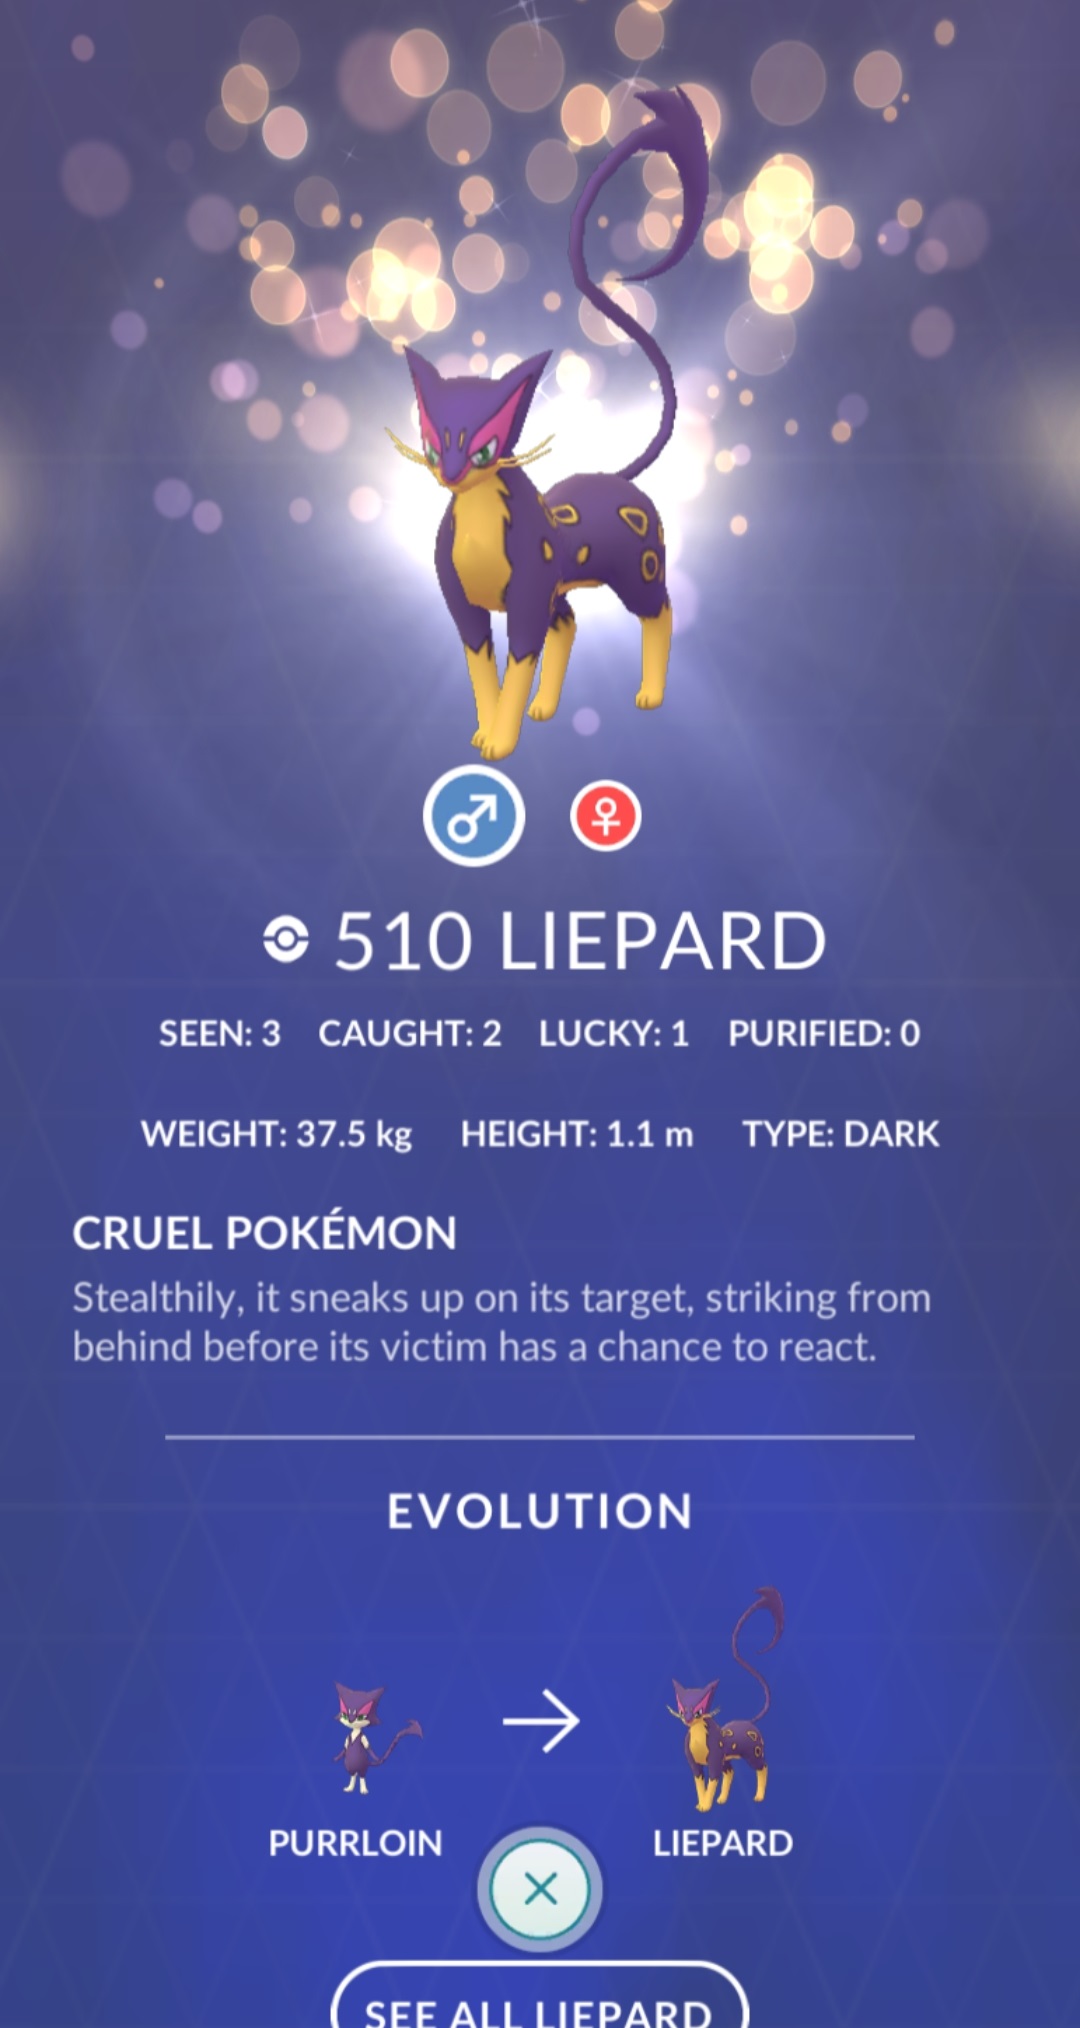 510 LIEPARD
SEEN: 3 CAUGHT: 2 LUCKY: 1 PURIFIED: 0
WEIGHT: 37.5 kg HEIGHT: 1.1 m TYPE: DARK
CRUEL POKÉMON
Stealthily, it sneaks up on its target, striking from
behind before its victim has a chance to react.
EVOLUTION
PURRLOIN LIEPARD
SEE ALL LIEPARD